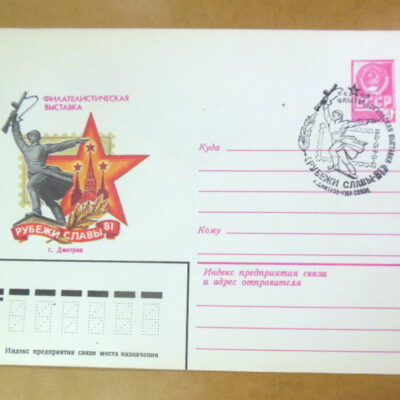 ФИЛАТЕЛИСТИЧЕСКАЯ
ВЫСТАВКА
РУБЕЖИ СЛАВЫ 81
г. Дмитров
Куда
Кому
Индекс предприятия связи
и адрес отправителя
Индекс предприятия связи места назначения
СССР
РУБЕЖИ СЛАВЫ-81